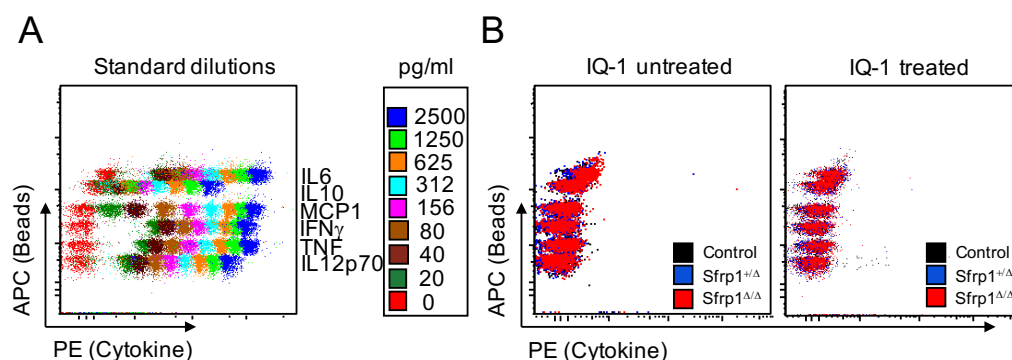 A
Standard dilutions
APC (Beads)
PE (Cytokine)
IL6
IL10
MCP1
IFNγ
TNF
IL12p70
pg/ml
2500
1250
625
312
156
80
40
20
0
B
IQ-1 untreated
APC (Beads)
PE (Cytokine)
Control
Sfrp1+/Δ
Sfrp1Δ/Δ
IQ-1 treated
Control
Sfrp1+/Δ
Sfrp1Δ/Δ